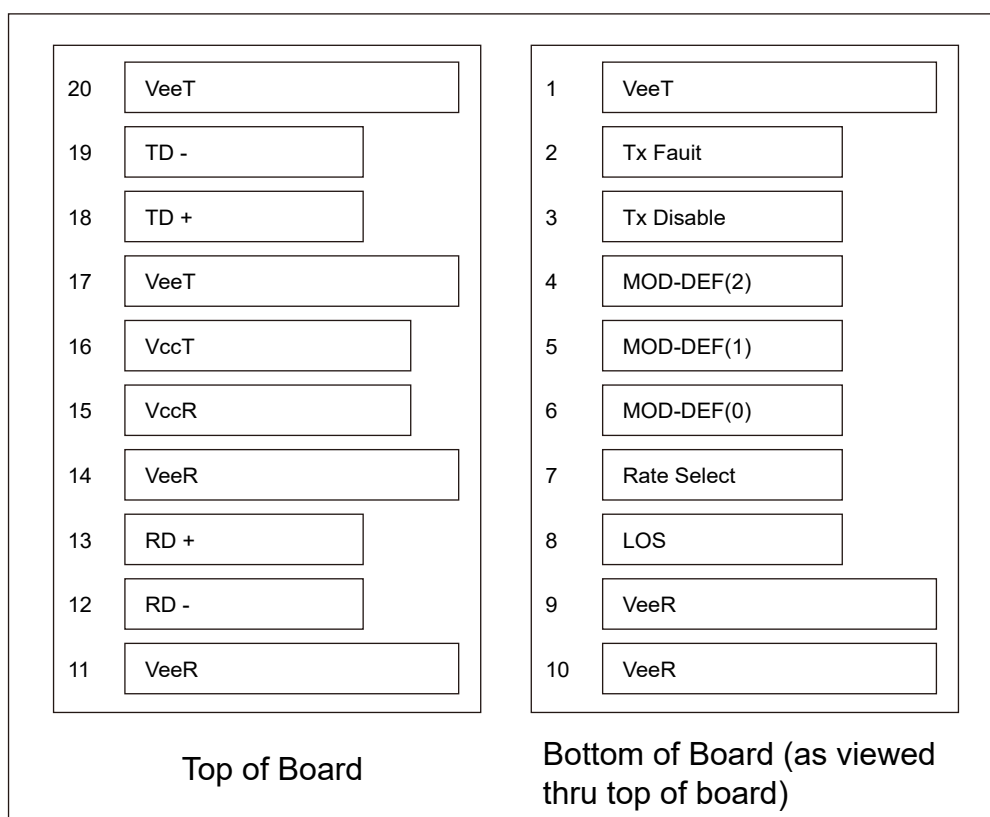 20 VeeT
19 TD -
18 TD +
17 VeeT
16 VccT
15 VccR
14 VeeR
13 RD +
12 RD -
11 VeeR
Top of Board
1 VeeT
2 Tx Fauit
3 Tx Disable
4 MOD-DEF(2)
5 MOD-DEF(1)
6 MOD-DEF(0)
7 Rate Select
8 LOS
9 VeeR
10 VeeR
Bottom of Board (as viewed
thru top of board)